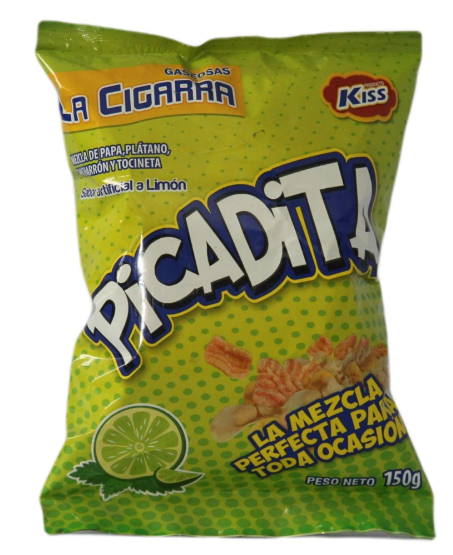 GASEOSAS
LA CIGARRA
KISS
MEZCLA DE PAPA, PLÁTANO,
CHICHARRÓN Y TOCINETA
Sabor artificial a Limón
PICADITA
LA MEZCLA
PERFECTA PARA
TODA OCASIÓN
PESO NETO 150g